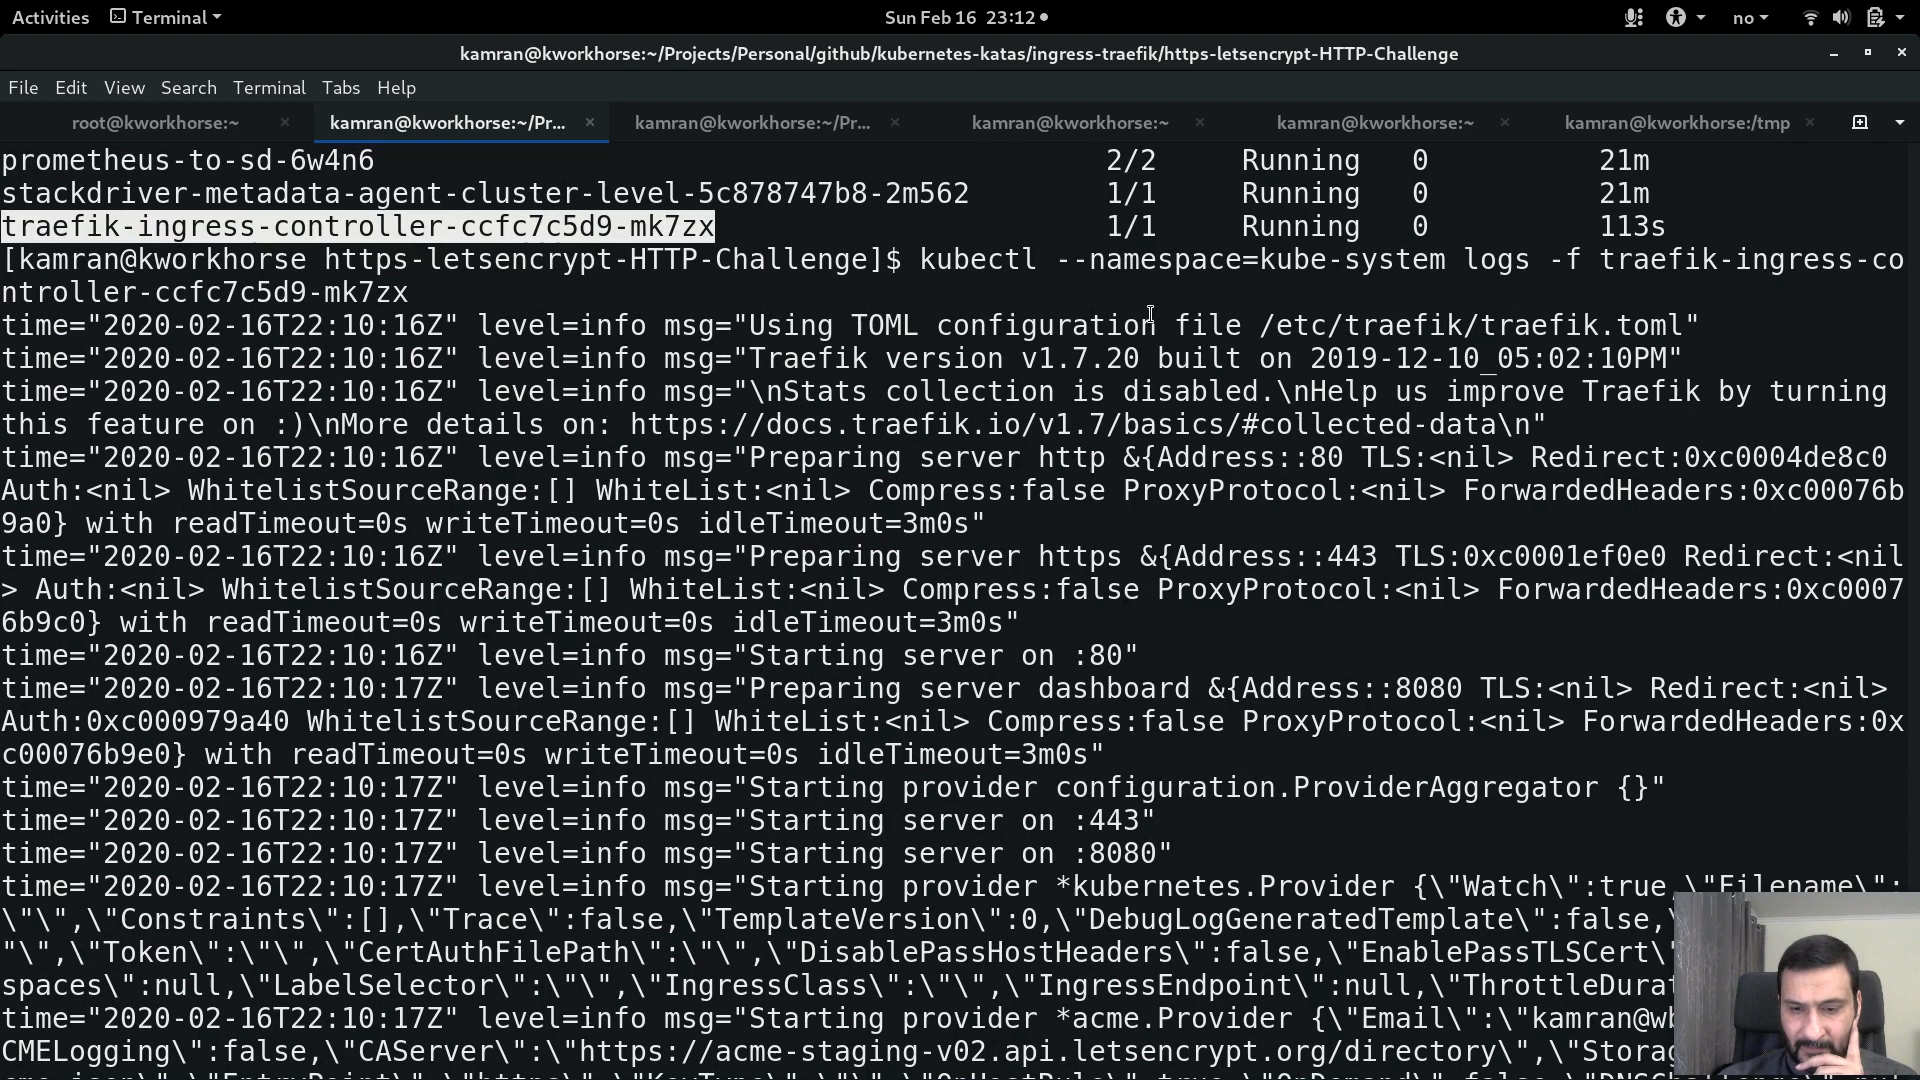 Activities Terminal Sun Feb 16 23:12 no
kamran@kworkhorse:~/Projects/Personal/github/kubernetes-katas/ingress-traefik/https-letsencrypt-HTTP-Challenge
File Edit View Search Terminal Tabs Help
root@kworkhorse:~ × kamran@kworkhorse:~/Pr... × kamran@kworkhorse:~/Pr... × kamran@kworkhorse:~ × kamran@kworkhorse:~ × kamran@kworkhorse:/tmp ×
prometheus-to-sd-6w4n6 2/2 Running 0 21m
stackdriver-metadata-agent-cluster-level-5c878747b8-2m562 1/1 Running 0 21m
traefik-ingress-controller-ccfc7c5d9-mk7zx 1/1 Running 0 113s
[kamran@kworkhorse https-letsencrypt-HTTP-Challenge]$ kubectl --namespace=kube-system logs -f traefik-ingress-co
ntroller-ccfc7c5d9-mk7zx
time="2020-02-16T22:10:16Z" level=info msg="Using TOML configuration file /etc/traefik/traefik.toml"
time="2020-02-16T22:10:16Z" level=info msg="Traefik version v1.7.20 built on 2019-12-10_05:02:10PM"
time="2020-02-16T22:10:16Z" level=info msg="\nStats collection is disabled.\nHelp us improve Traefik by turning
this feature on :)\nMore details on: https://docs.traefik.io/v1.7/basics/#collected-data\n"
time="2020-02-16T22:10:16Z" level=info msg="Preparing server http &{Address::80 TLS:<nil> Redirect:0xc0004de8c0
Auth:<nil> WhitelistSourceRange:[] WhiteList:<nil> Compress:false ProxyProtocol:<nil> ForwardedHeaders:0xc00076b
9a0} with readTimeout=0s writeTimeout=0s idleTimeout=3m0s"
time="2020-02-16T22:10:16Z" level=info msg="Preparing server https &{Address::443 TLS:0xc0001ef0e0 Redirect:<nil
> Auth:<nil> WhitelistSourceRange:[] WhiteList:<nil> Compress:false ProxyProtocol:<nil> ForwardedHeaders:0xc0007
6b9c0} with readTimeout=0s writeTimeout=0s idleTimeout=3m0s"
time="2020-02-16T22:10:16Z" level=info msg="Starting server on :80"
time="2020-02-16T22:10:17Z" level=info msg="Preparing server dashboard &{Address::8080 TLS:<nil> Redirect:<nil>
Auth:0xc000979a40 WhitelistSourceRange:[] WhiteList:<nil> Compress:false ProxyProtocol:<nil> ForwardedHeaders:0x
c00076b9e0} with readTimeout=0s writeTimeout=0s idleTimeout=3m0s"
time="2020-02-16T22:10:17Z" level=info msg="Starting provider configuration.ProviderAggregator {}"
time="2020-02-16T22:10:17Z" level=info msg="Starting server on :443"
time="2020-02-16T22:10:17Z" level=info msg="Starting server on :8080"
time="2020-02-16T22:10:17Z" level=info msg="Starting provider *kubernetes.Provider {\"Watch\":true,\"Filename\":
\"\",\"Constraints\":[],\"Trace\":false,\"TemplateVersion\":0,\"DebugLogGeneratedTemplate\":false,
"\",\"Token\":\"\",\"CertAuthFilePath\":\"\",\"DisablePassHostHeaders\":false,\"EnablePassTLSCert\"
spaces\":null,\"LabelSelector\":\"\",\"IngressClass\":\"\",\"IngressEndpoint\":null,\"ThrottleDurat
time="2020-02-16T22:10:17Z" level=info msg="Starting provider *acme.Provider {\"Email\":\"kamran@wb
CMELogging\":false,\"CAServer\":\"https://acme-staging-v02.api.letsencrypt.org/directory\",\"Storag